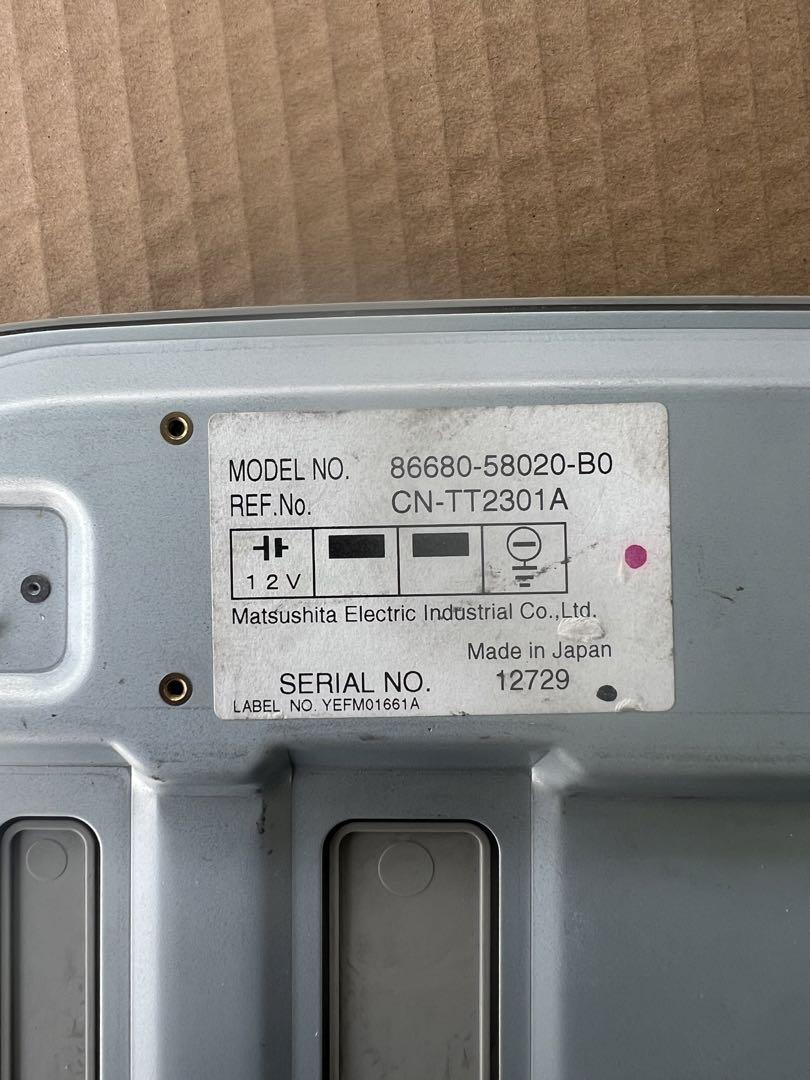 MODEL NO. 86680-58020-B0
REF.No. CN-TT2301A
12V
Matsushita Electric Industrial Co.,Ltd.
Made in Japan
SERIAL NO. 12729
LABEL NO. YEFM01661A